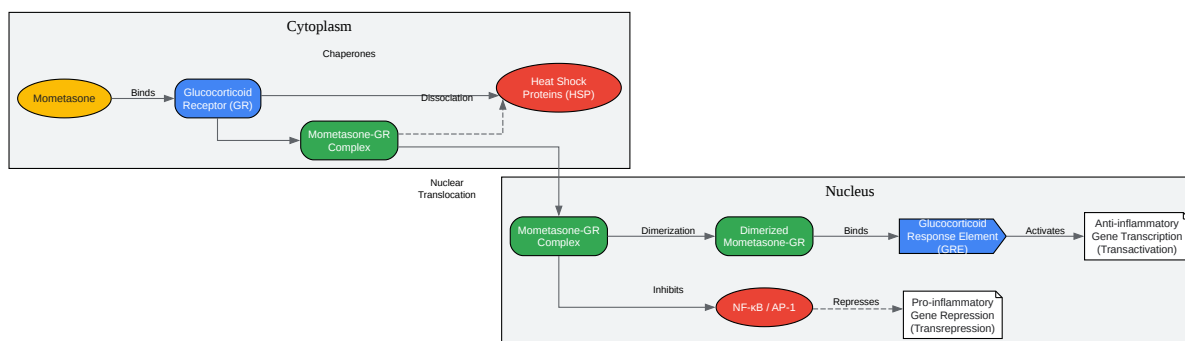 Cytoplasm
Chaperones
Mometasone
Binds
Glucocorticoid
Receptor (GR)
Dissociation
Heat Shock
Proteins (HSP)
Mometasone-GR
Complex
Nuclear
Translocation
Nucleus
Mometasone-GR
Complex
Dimerization
Dimerized
Mometasone-GR
Binds
Glucocorticoid
Response Element
(GRE)
Activates
Anti-inflammatory
Gene Transcription
(Transactivation)
Inhibits
NF-κB / AP-1
Represses
Pro-inflammatory
Gene Repression
(Transrepression)